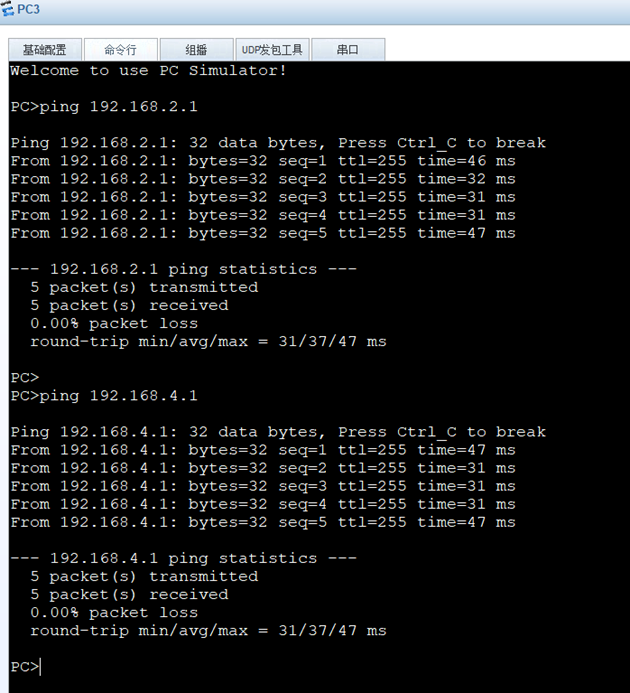 PC3
基础配置 命令行 组播 UDP发包工具 串口
Welcome to use PC Simulator!
PC>ping 192.168.2.1
Ping 192.168.2.1: 32 data bytes, Press Ctrl_C to break
From 192.168.2.1: bytes=32 seq=1 ttl=255 time=46 ms
From 192.168.2.1: bytes=32 seq=2 ttl=255 time=32 ms
From 192.168.2.1: bytes=32 seq=3 ttl=255 time=31 ms
From 192.168.2.1: bytes=32 seq=4 ttl=255 time=31 ms
From 192.168.2.1: bytes=32 seq=5 ttl=255 time=47 ms
--- 192.168.2.1 ping statistics ---
5 packet(s) transmitted
5 packet(s) received
0.00% packet loss
round-trip min/avg/max = 31/37/47 ms
PC>
PC>ping 192.168.4.1
Ping 192.168.4.1: 32 data bytes, Press Ctrl_C to break
From 192.168.4.1: bytes=32 seq=1 ttl=255 time=47 ms
From 192.168.4.1: bytes=32 seq=2 ttl=255 time=31 ms
From 192.168.4.1: bytes=32 seq=3 ttl=255 time=31 ms
From 192.168.4.1: bytes=32 seq=4 ttl=255 time=31 ms
From 192.168.4.1: bytes=32 seq=5 ttl=255 time=47 ms
--- 192.168.4.1 ping statistics ---
5 packet(s) transmitted
5 packet(s) received
0.00% packet loss
round-trip min/avg/max = 31/37/47 ms
PC>